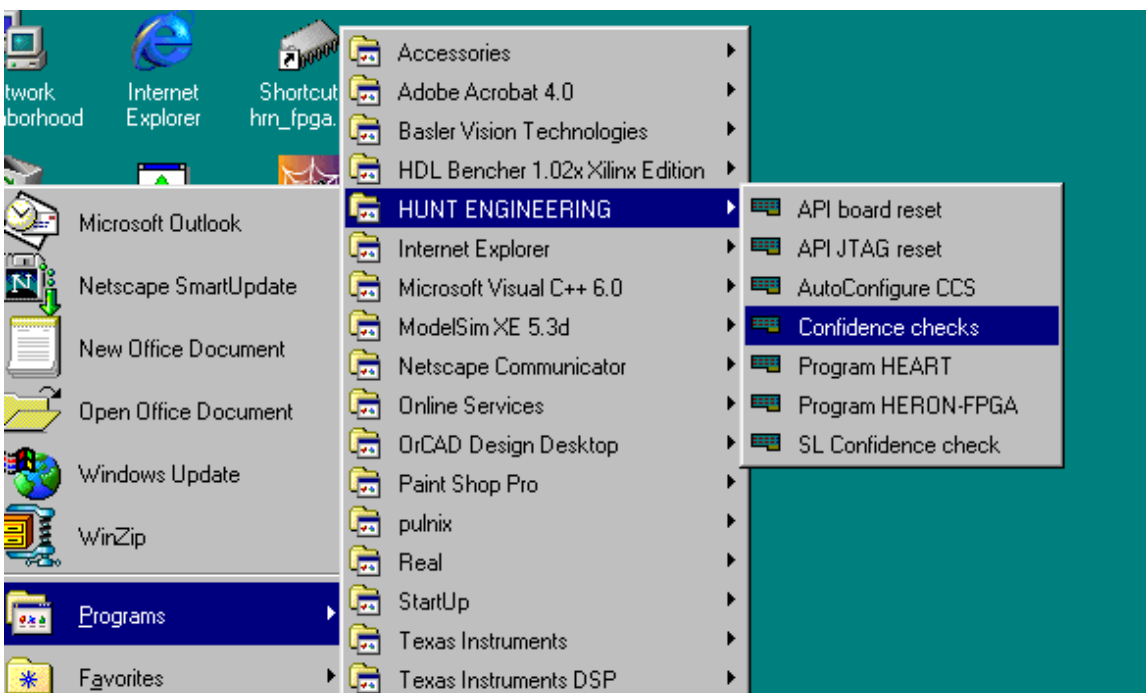 twork
borhood
Internet
Explorer
Shortcut
hrn_fpga.
Microsoft Outlook
Netscape SmartUpdate
New Office Document
Open Office Document
Windows Update
WinZip
Programs
Favorites
Accessories
Adobe Acrobat 4.0
Basler Vision Technologies
HDL Bencher 1.02x Xilinx Edition
HUNT ENGINEERING
Internet Explorer
Microsoft Visual C++ 6.0
ModelSim XE 5.3d
Netscape Communicator
Online Services
OrCAD Design Desktop
Paint Shop Pro
pulnix
Real
StartUp
Texas Instruments
Texas Instruments DSP
API board reset
API JTAG reset
AutoConfigure CCS
Confidence checks
Program HEART
Program HERON-FPGA
SL Confidence check